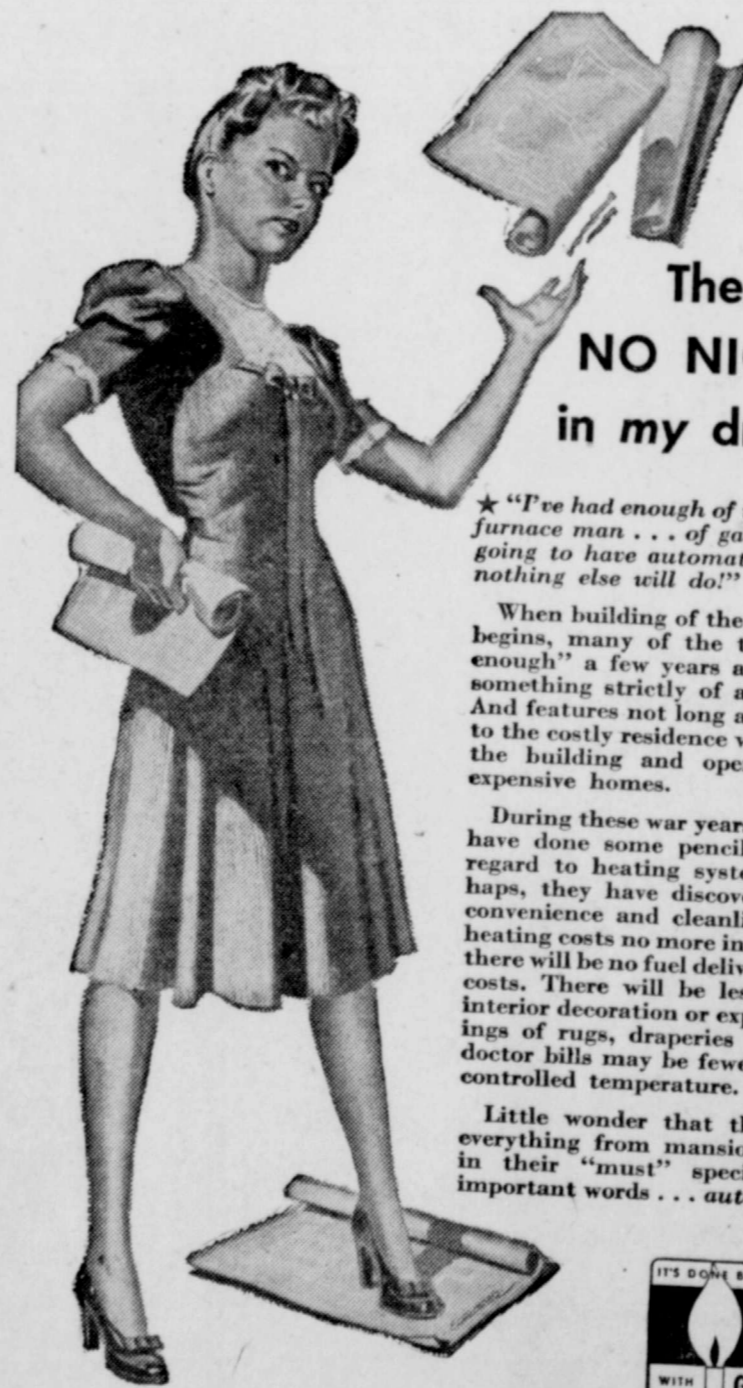 The
NO NI
in my d
★ "I've had enough of
furnace man . . . of ga
going to have automat
nothing else will do!"
When building of the
begins, many of the t
enough" a few years a
something strictly of a
And features not long a
to the costly residence w
the building and ope
expensive homes.
During these war year
have done some pencil
regard to heating syste
haps, they have discov
convenience and cleanli
heating costs no more in
there will be no fuel deliv
costs. There will be les
interior decoration or exp
ings of rugs, draperies
doctor bills may be fewe
controlled temperature.
Little wonder that th
everything from mansio
in their "must" speci
important words . . . aut
IT'S DONE B
WITH G